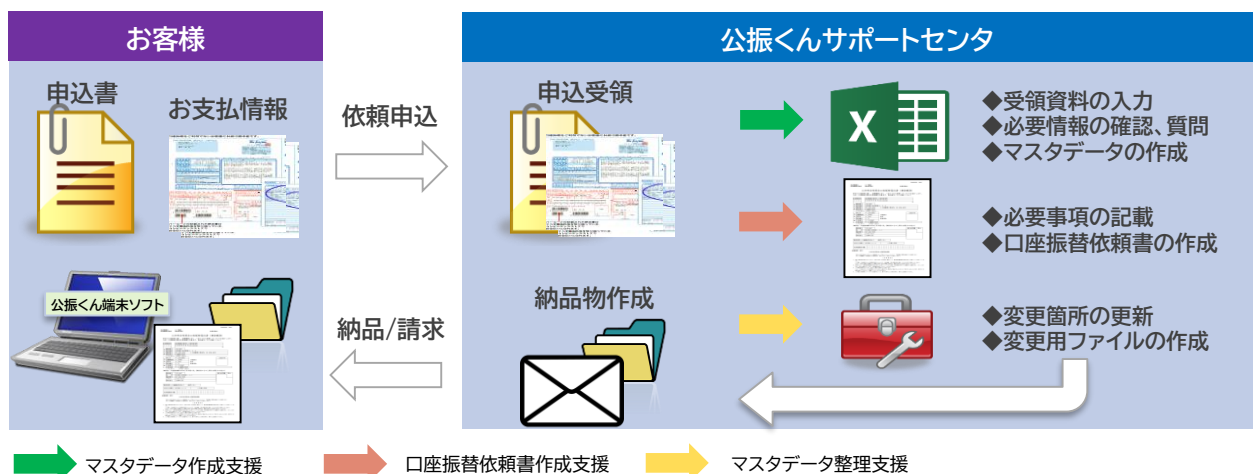 お客様
公振くんサポートセンタ
申込書
お支払情報
依頼申込
申込受領
X
◆受領資料の入力
◆必要情報の確認、質問
◆マスタデータの作成
◆必要事項の記載
◆口座振替依頼書の作成
公振くん端末ソフト
納品/請求
納品物作成
◆変更箇所の更新
◆変更用ファイルの作成
マスタデータ作成支援
口座振替依頼書作成支援
マスタデータ整理支援